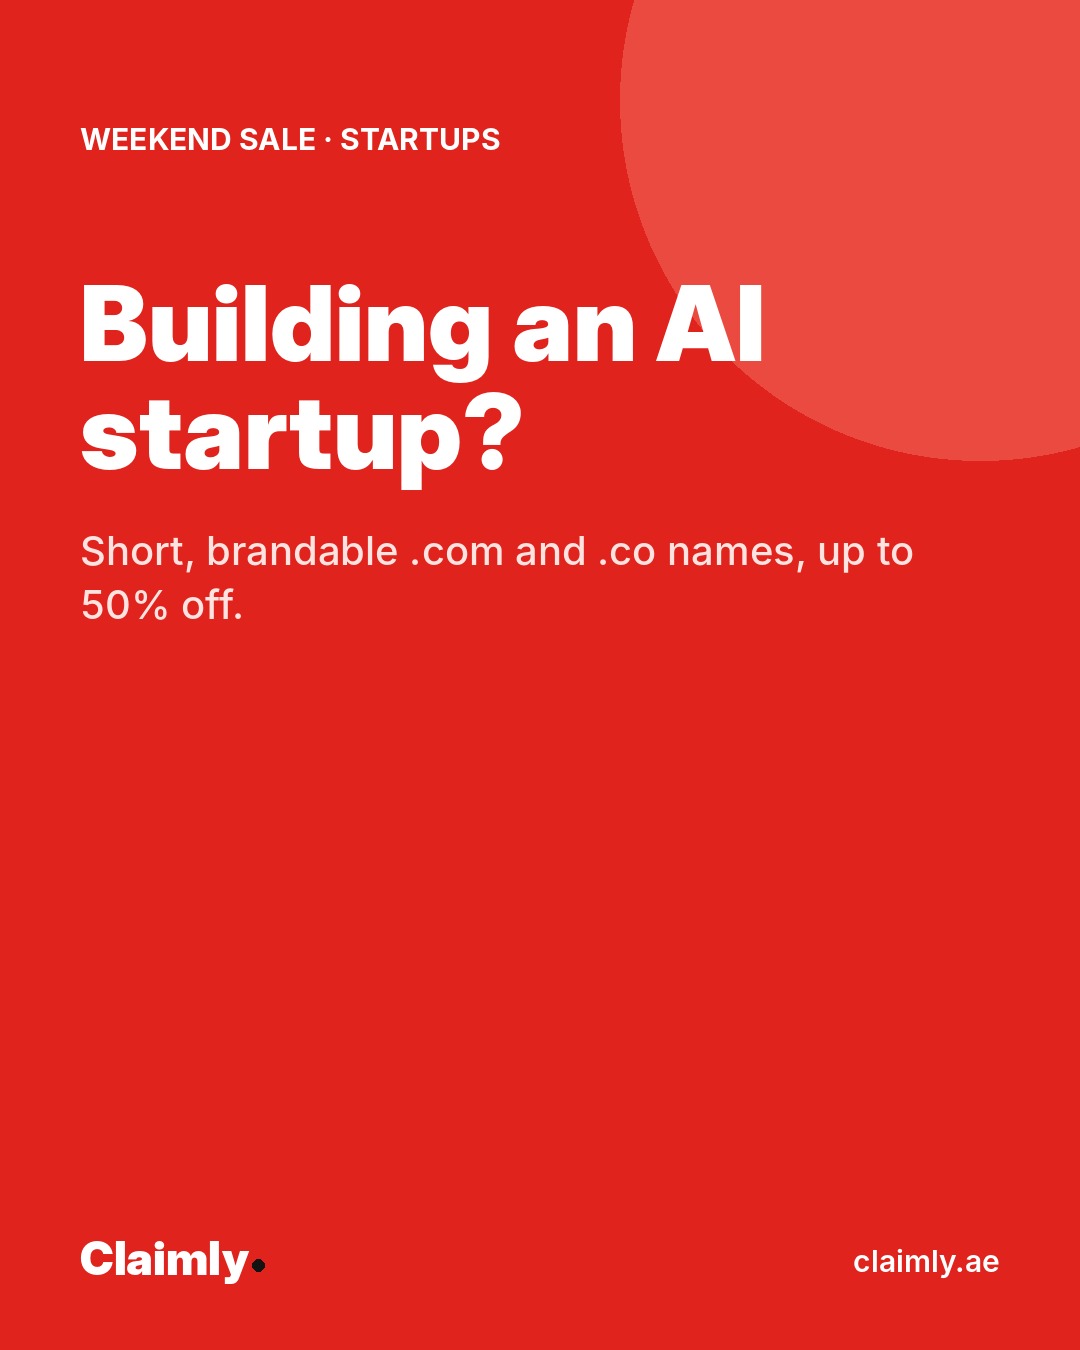 WEEKEND SALE · STARTUPS
Building an AI
startup?
Short, brandable .com and .co names, up to
50% off.
Claimly.
claimly.ae